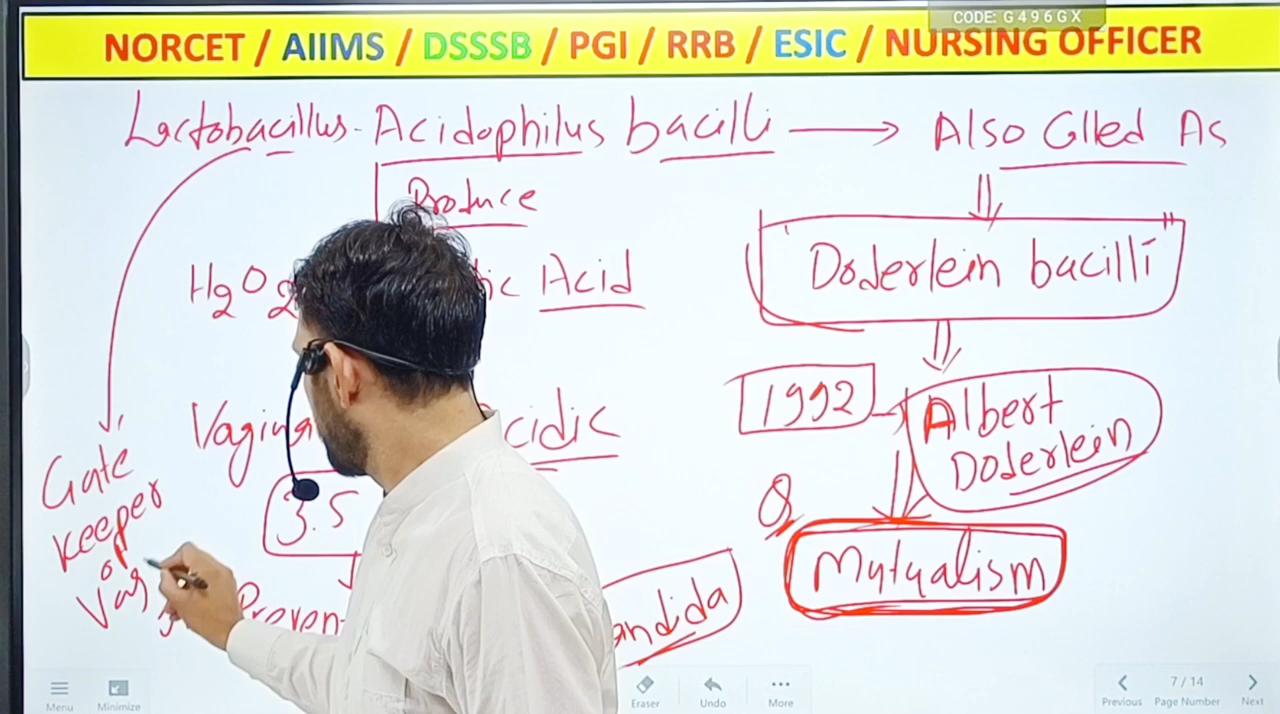 CODE: G496GX
NORCET / AIIMS / DSSSB / PGI / RRB / ESIC / NURSING OFFICER
Lactobacillus - Acidophilus bacilli → Also Called As
Produce
H2O2
Acid
"Doderlein bacilli"
1992
Albert
Doderlein
Vagina
cidic
3.5
Gate
keeper
of
Vag
Prevent
andida
Q
Mutualism
Menu
Minimize
Eraser
Undo
More
Previous
7 / 14
Page Number
Next